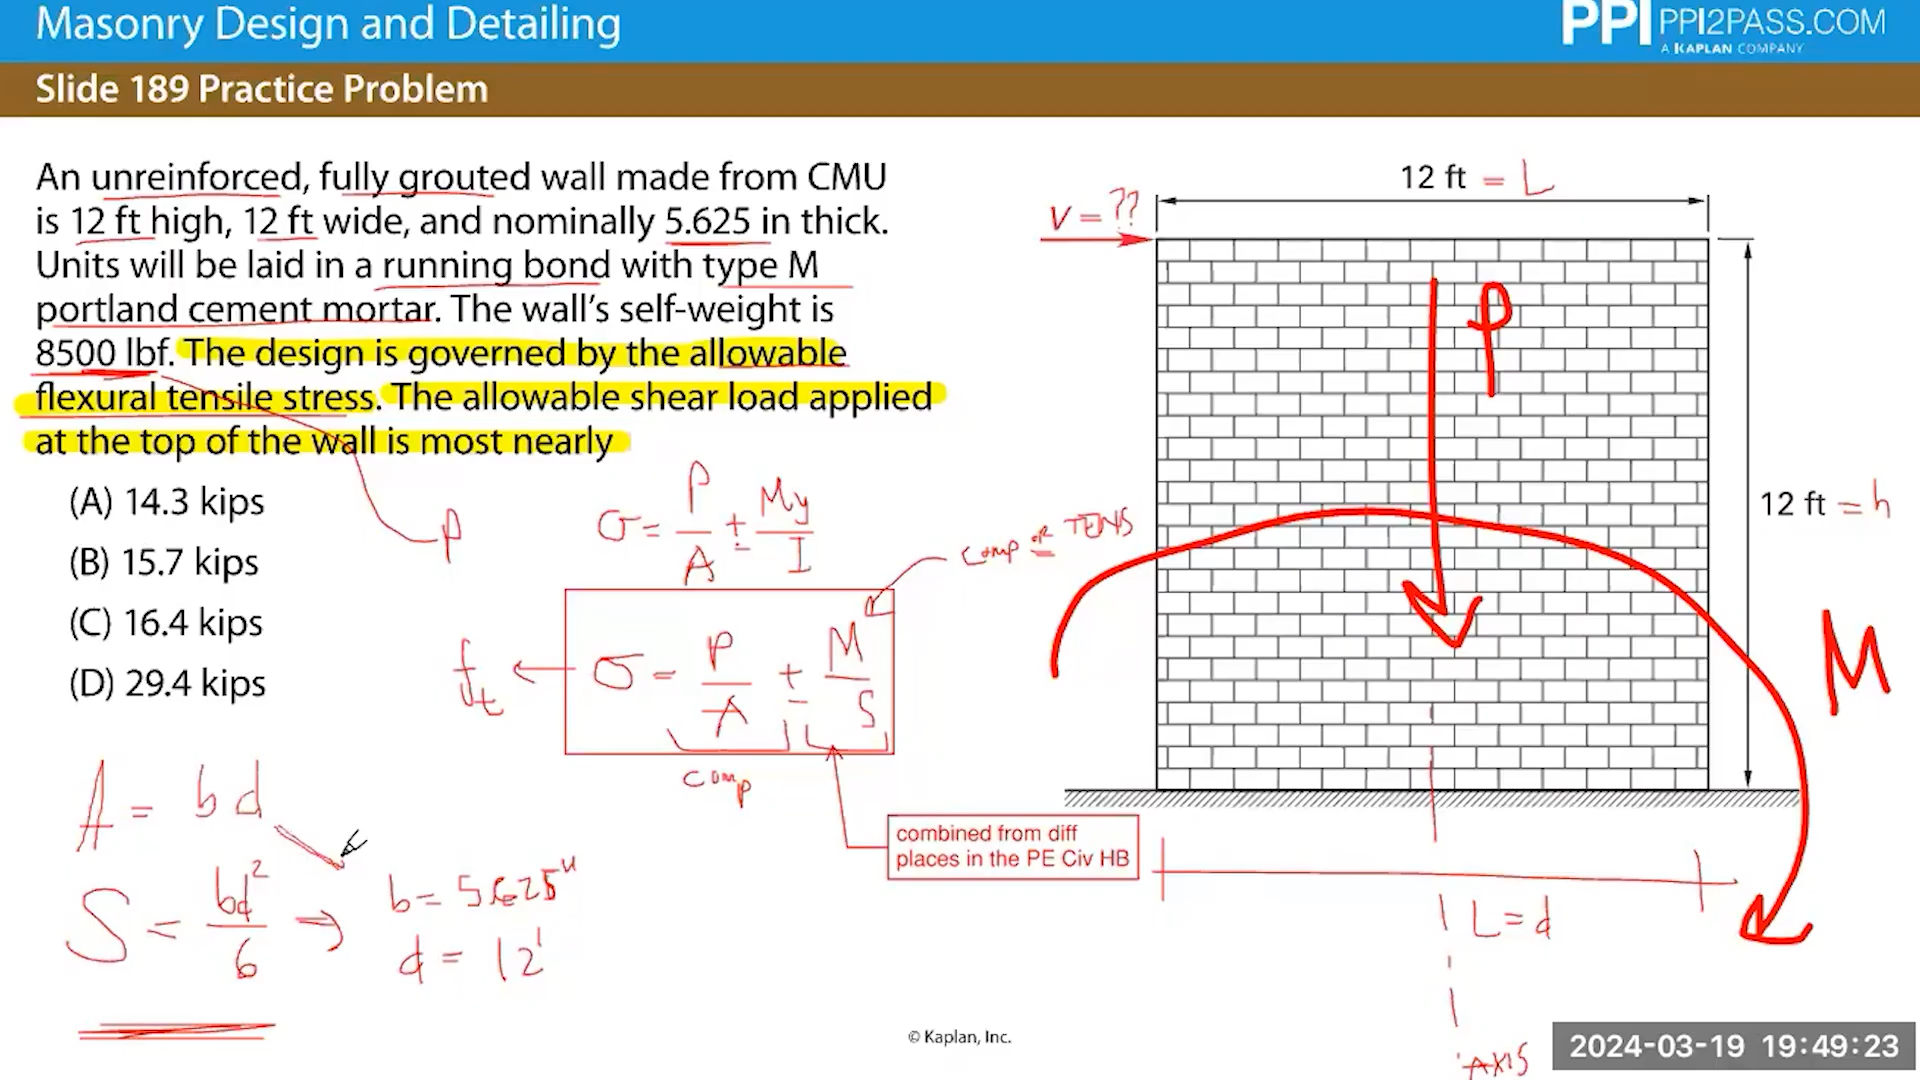 Masonry Design and Detailing
PPI PPI2PASS.COM
A KAPLAN COMPANY
Slide 189 Practice Problem
An unreinforced, fully grouted wall made from CMU
is 12 ft high, 12 ft wide, and nominally 5.625 in thick.
Units will be laid in a running bond with type M
portland cement mortar. The wall's self-weight is
8500 lbf. The design is governed by the allowable
flexural tensile stress. The allowable shear load applied
at the top of the wall is most nearly
(A) 14.3 kips
(B) 15.7 kips
(C) 16.4 kips
(D) 29.4 kips
P
σ = P/A ± My/I
COMP OR TENS
ft ← σ = P/A ± M/S
comp
combined from diff
places in the PE Civ HB
A = bd
S = bd²/6 ⇒ b = 5.625"
d = 12'
12 ft = L
V = ??
P
12 ft = h
M
L = d
AXIS
© Kaplan, Inc.
2024-03-19 19:49:23